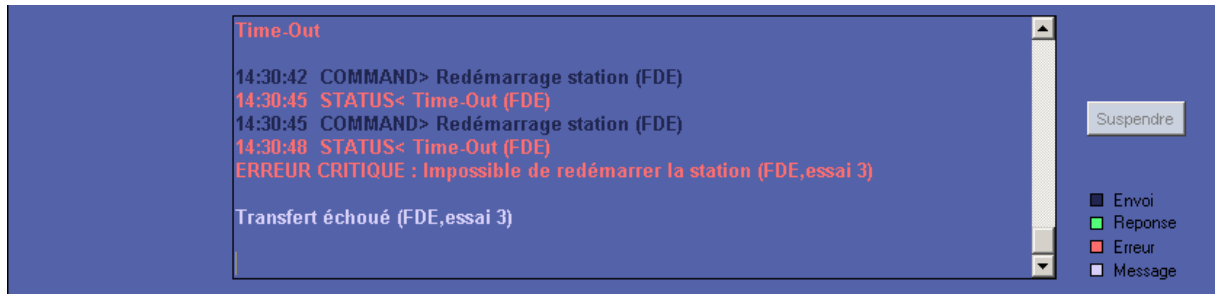 Time-Out
14:30:42 COMMAND> Redémarrage station (FDE)
14:30:45 STATUS< Time-Out (FDE)
14:30:45 COMMAND> Redémarrage station (FDE)
14:30:48 STATUS< Time-Out (FDE)
ERREUR CRITIQUE : Impossible de redémarrer la station (FDE,essai 3)
Transfert échoué (FDE,essai 3)
Suspendre
Envoi
Reponse
Erreur
Message